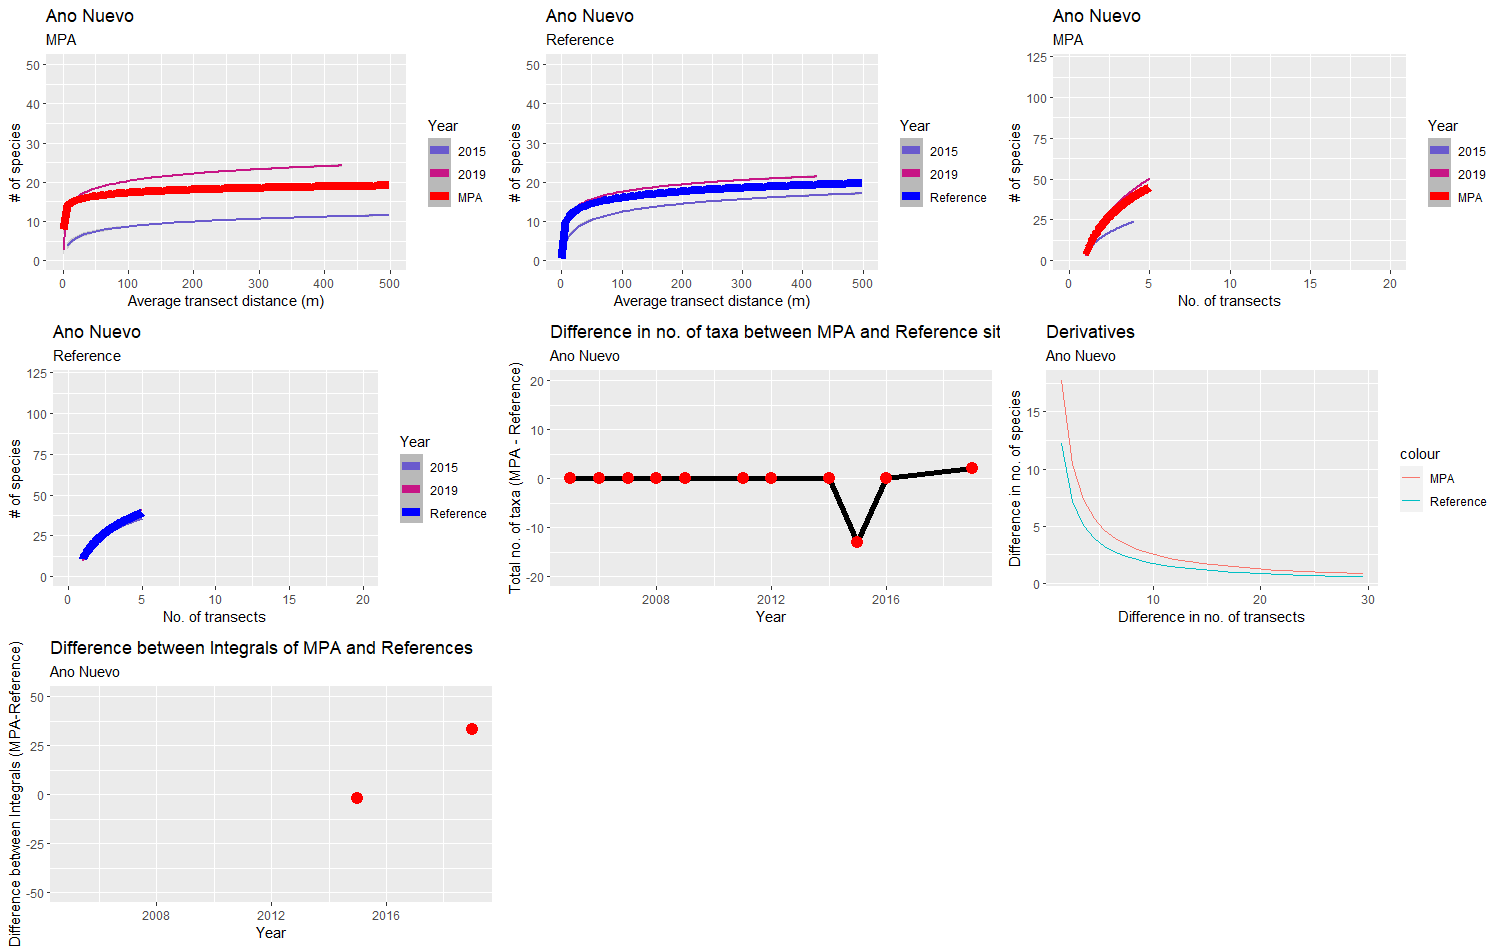 Ano Nuevo
MPA
# of species
50
40
30
20
10
0
0 100 200 300 400 500
Average transect distance (m)
Year
2015
2019
MPA
Ano Nuevo
Reference
# of species
50
40
30
20
10
0
0 100 200 300 400 500
Average transect distance (m)
Year
2015
2019
Reference
Ano Nuevo
MPA
# of species
125
100
75
50
25
0
0 5 10 15 20
No. of transects
Year
2015
2019
MPA
Ano Nuevo
Reference
# of species
125
100
75
50
25
0
0 5 10 15 20
No. of transects
Year
2015
2019
Reference
Difference in no. of taxa between MPA and Reference sit
Ano Nuevo
Total no. of taxa (MPA - Reference)
20
10
0
-10
-20
2008 2012 2016
Year
Derivatives
Ano Nuevo
Difference in no. of species
15
10
5
0
10 20 30
Difference in no. of transects
colour
MPA
Reference
Difference between Integrals of MPA and References
Ano Nuevo
Difference between Integrals (MPA-Reference)
50
25
0
-25
-50
2008 2012 2016
Year